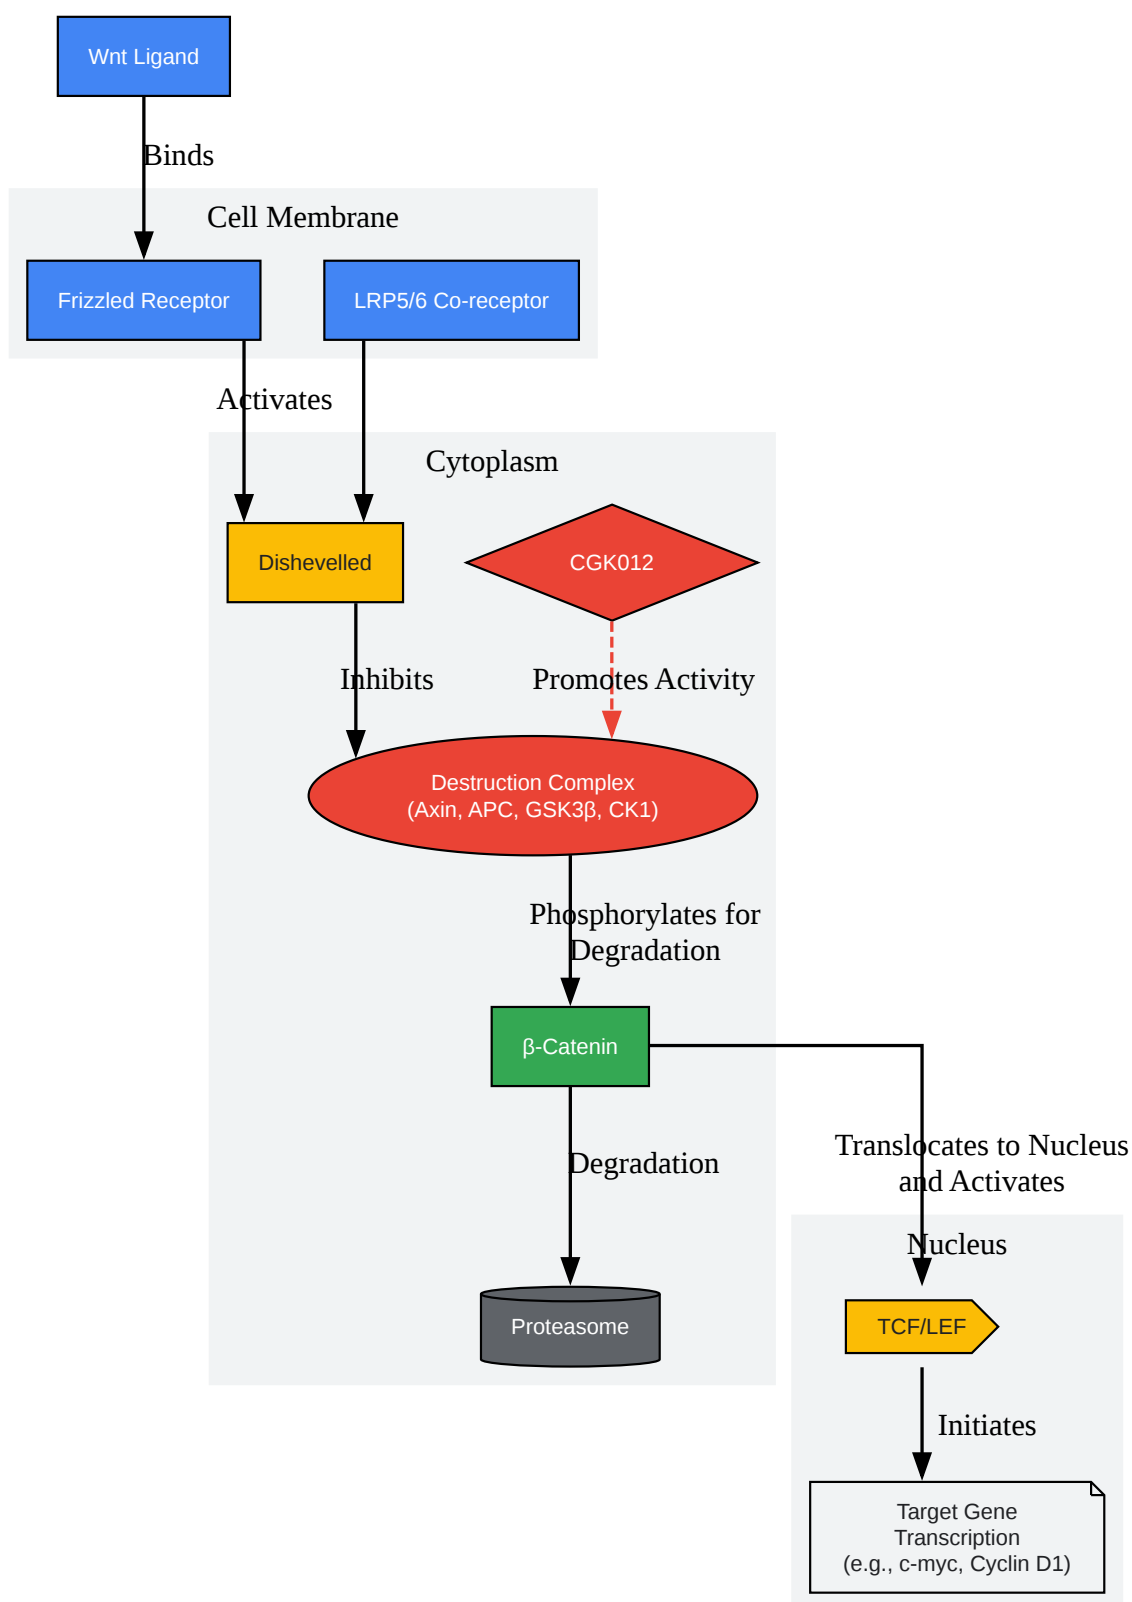 Wnt Ligand
Binds
Cell Membrane
Frizzled Receptor
LRP5/6 Co-receptor
Activates
Cytoplasm
Dishevelled
CGK012
Inhibits
Promotes Activity
Destruction Complex
(Axin, APC, GSK3β, CK1)
Phosphorylates for
Degradation
β-Catenin
Translocates to Nucleus
and Activates
Degradation
Nucleus
Proteasome
TCF/LEF
Initiates
Target Gene
Transcription
(e.g., c-myc, Cyclin D1)